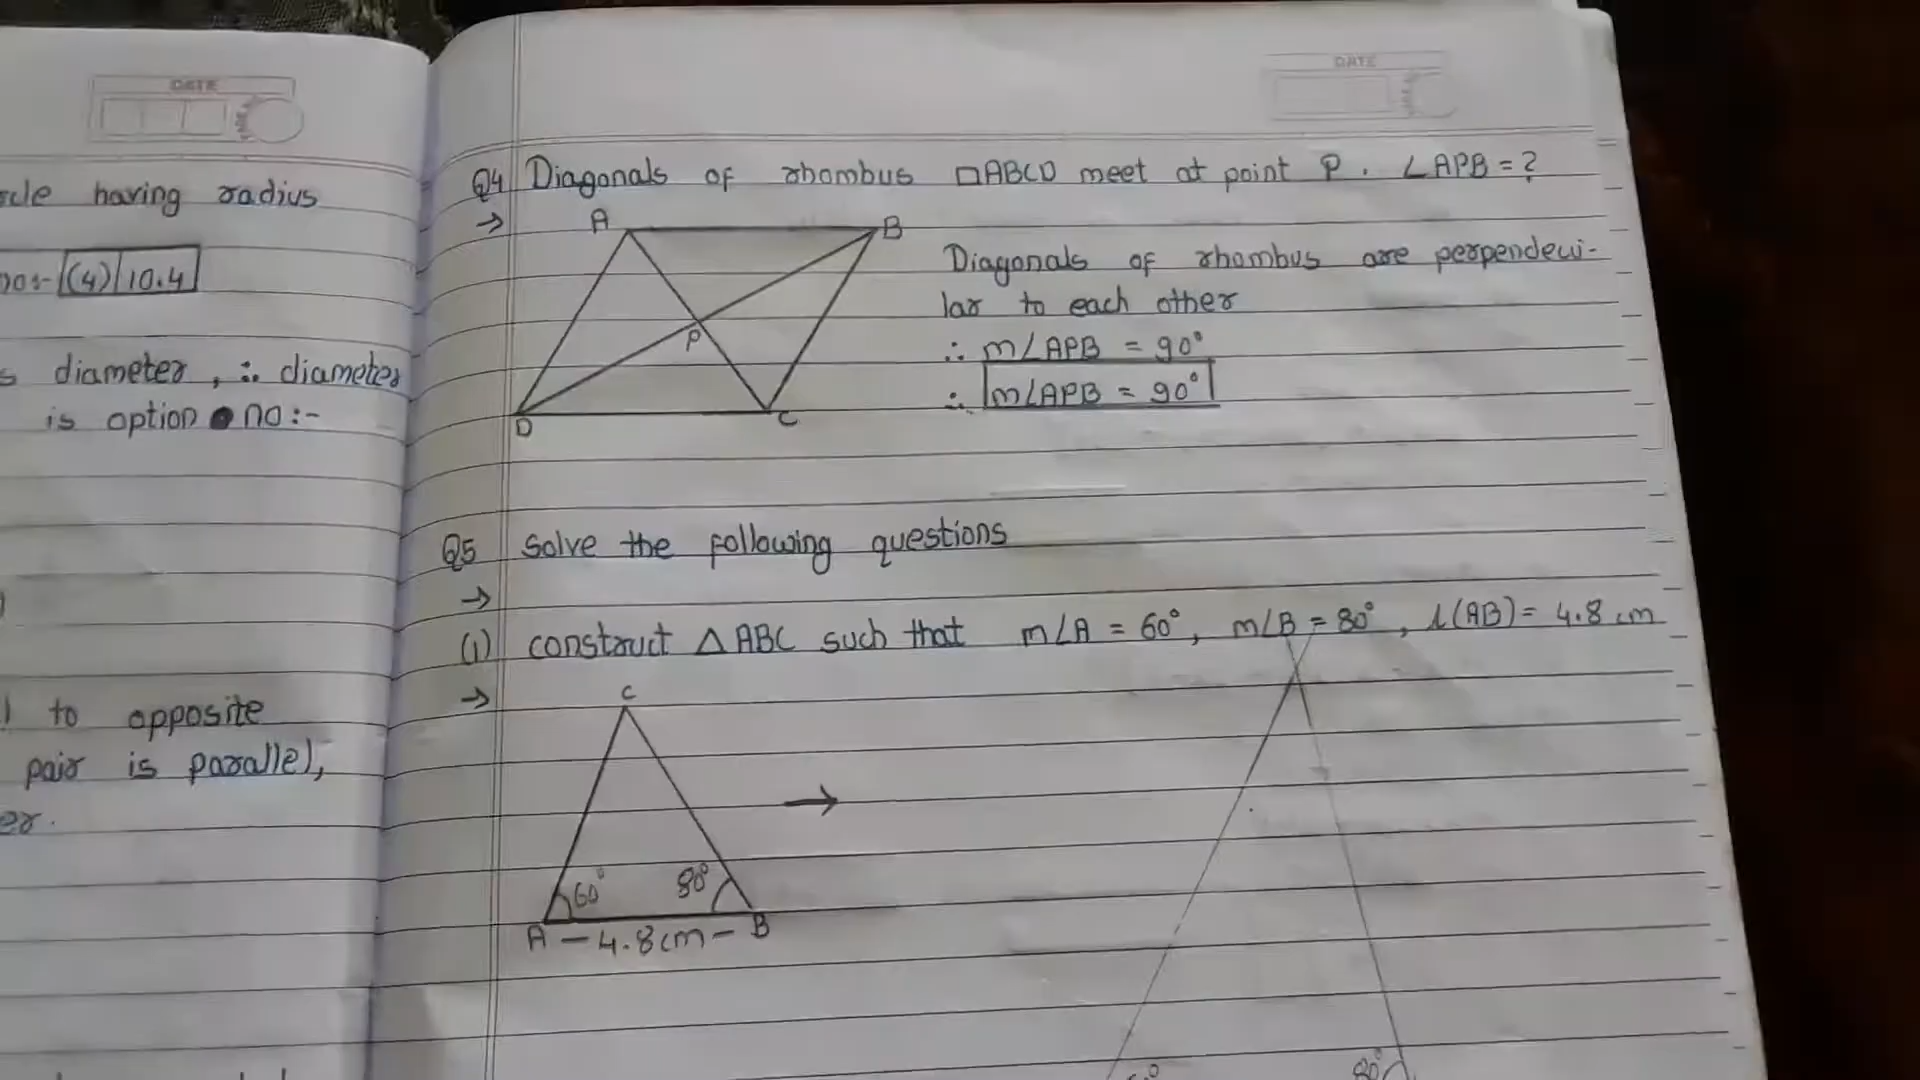 DATE
having radius
(4) 10.4
diameter, ∴ diameter
is option no:-
to opposite
pair is parallel,
DATE
Q4 Diagonals of rhombus □ABCD meet at point P. ∠APB = ?
→
A
B
P
D
C
Diagonals of rhombus are perpendicu-
lar to each other
∴ m∠APB = 90°
∴ m∠APB = 90°
Q5 Solve the following questions
→
(1) construct △ABC such that m∠A = 60°, m∠B = 80°, l(AB) = 4.8 cm
→
C
→
60° 80°
A - 4.8cm - B
80°